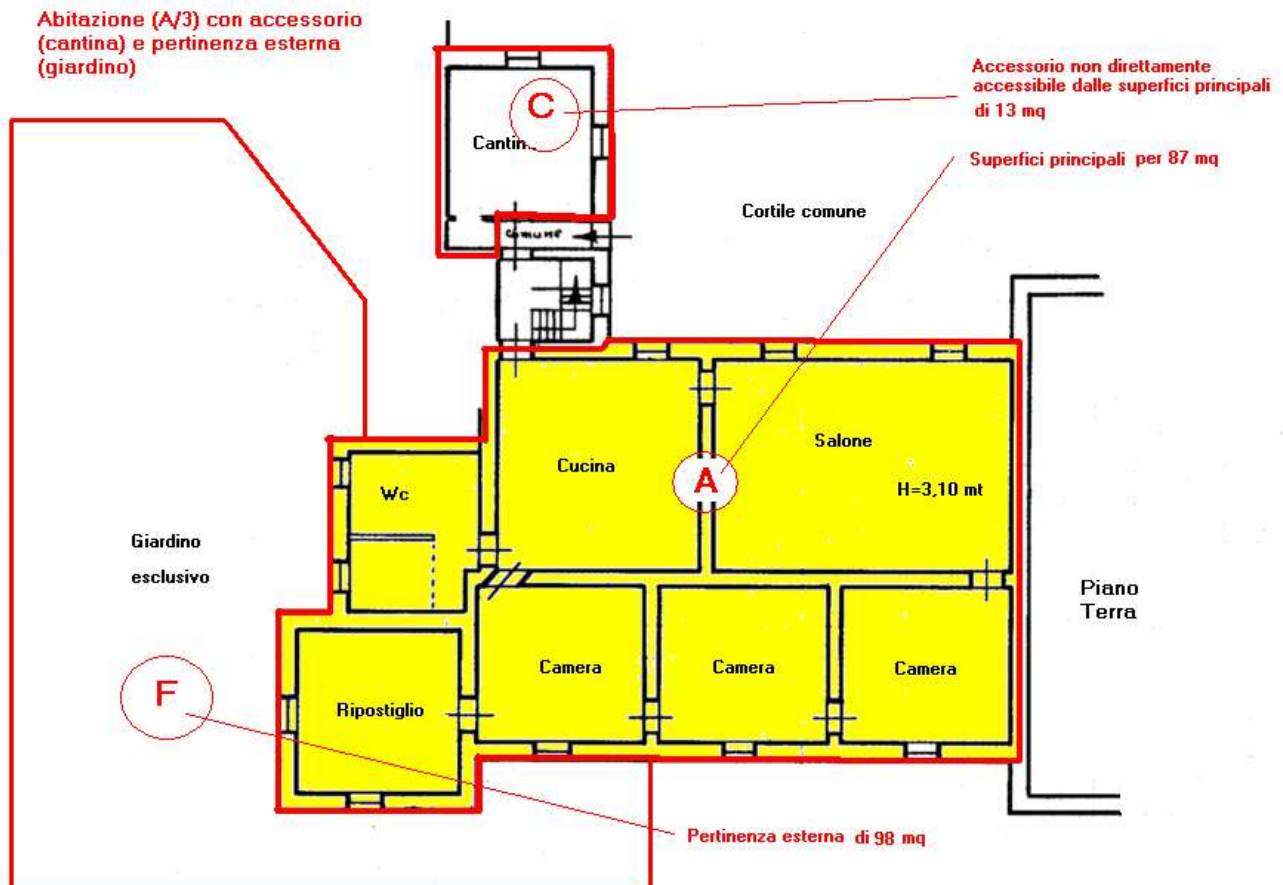 Abitazione (A/3) con accessorio
(cantina) e pertinenza esterna
(giardino)
Accessorio non direttamente
accessibile dalle superfici principali
di 13 mq
C
Cantin
Superfici principali per 87 mq
Cortile comune
comune
Cucina
Salone
A
H=3,10 mt
Wc
Giardino
esclusivo
Piano
Terra
Camera
Camera
Camera
F
Ripostiglio
Pertinenza esterna di 98 mq